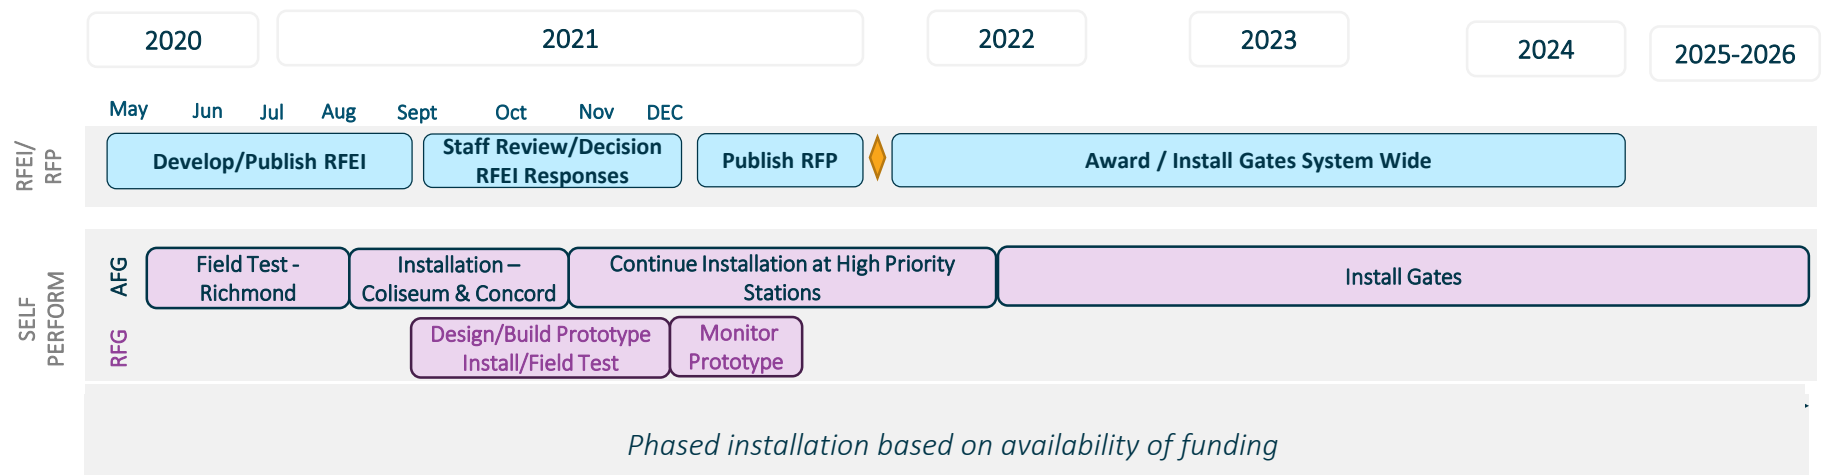 2020
2021
2022
2023
2024
2025-2026
May
Jun
Jul
Aug
Sept
Oct
Nov
DEC
RFEI/
RFP
Develop/Publish RFEI
Staff Review/Decision
RFEI Responses
Publish RFP
Award / Install Gates System Wide
SELF
PERFORM
AFG
Field Test -
Richmond
Installation –
Coliseum & Concord
Continue Installation at High Priority
Stations
Install Gates
RFG
Design/Build Prototype
Install/Field Test
Monitor
Prototype
Phased installation based on availability of funding